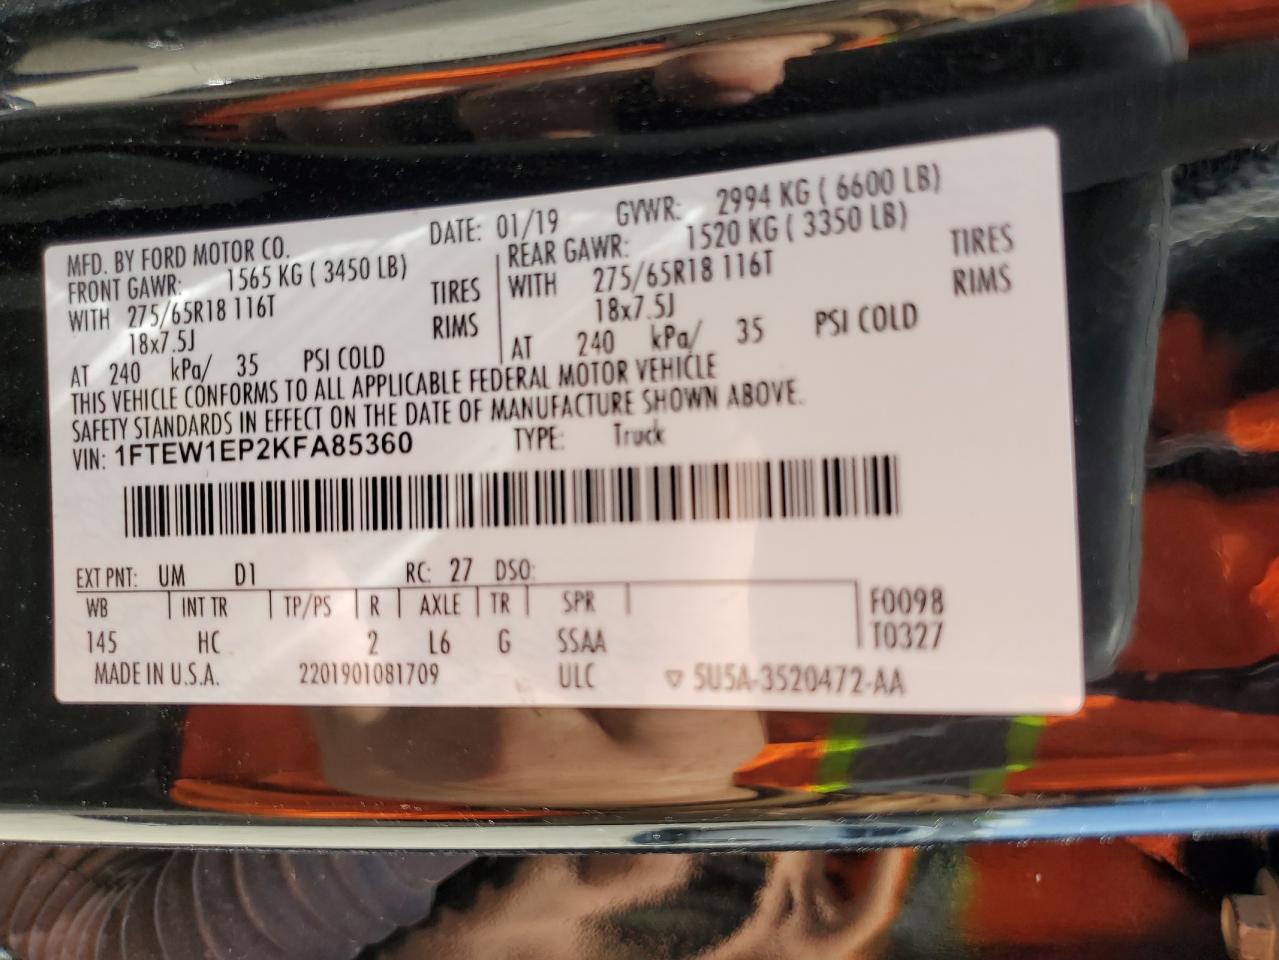 MFD. BY FORD MOTOR CO. DATE: 01/19 GVWR: 2994 KG ( 6600 LB)
FRONT GAWR: 1565 KG ( 3450 LB) REAR GAWR: 1520 KG ( 3350 LB)
WITH 275/65R18 116T TIRES WITH 275/65R18 116T TIRES
18x7.5J RIMS 18x7.5J RIMS
AT 240 kPa/ 35 PSI COLD AT 240 kPa/ 35 PSI COLD
THIS VEHICLE CONFORMS TO ALL APPLICABLE FEDERAL MOTOR VEHICLE
SAFETY STANDARDS IN EFFECT ON THE DATE OF MANUFACTURE SHOWN ABOVE.
VIN: 1FTEW1EP2KFA85360 TYPE: Truck
EXT PNT: UM D1 RC: 27 DSO:
WB INT TR TP/PS R AXLE TR SPR F0098
145 HC 2 L6 G SSAA T0327
MADE IN U.S.A. 2201901081709 ULC ▽ 5U5A-3520472-AA